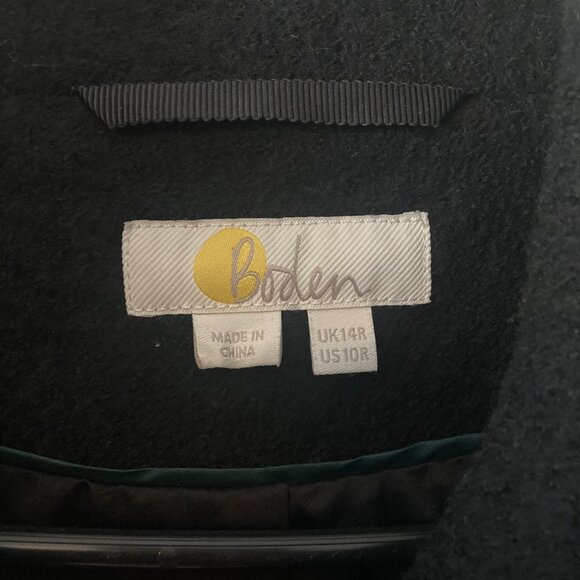 Boden
MADE IN
CHINA
UK14R
US10R